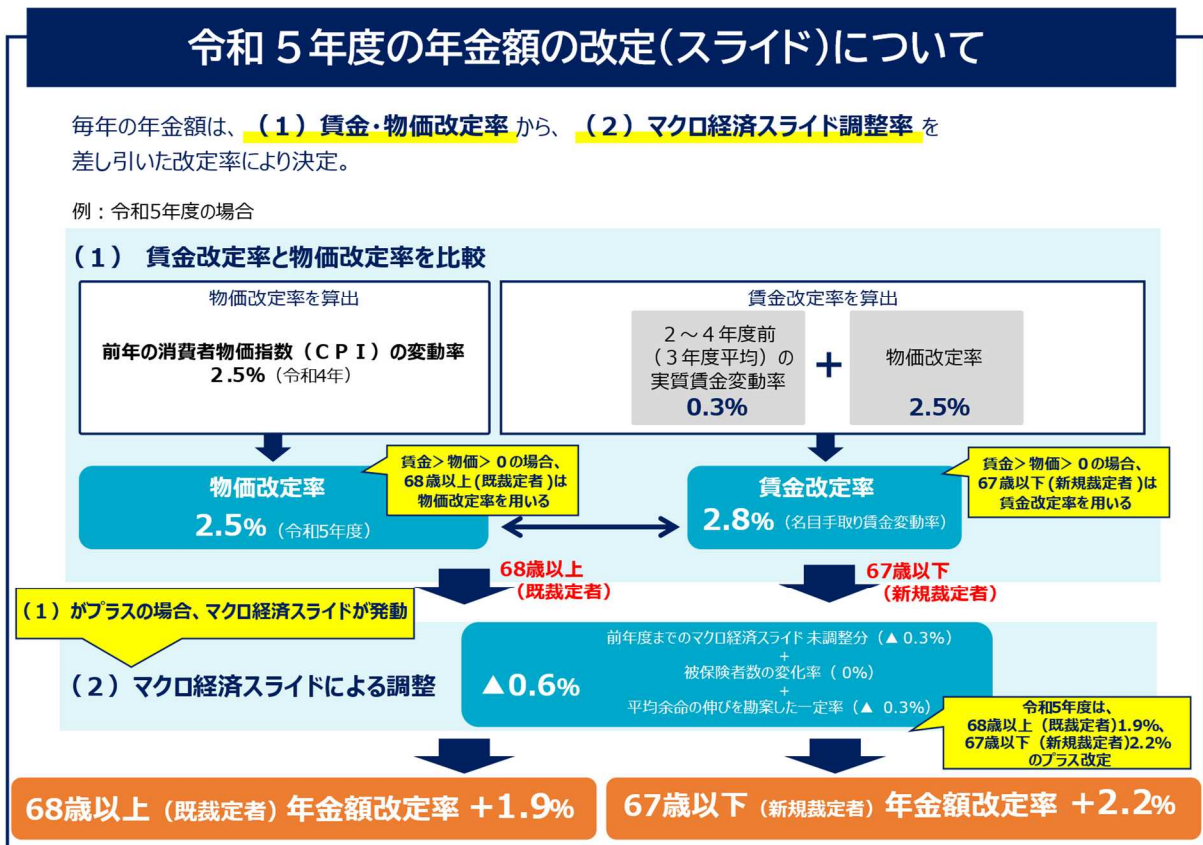 令和５年度の年金額の改定(スライド)について
毎年の年金額は、（１）賃金・物価改定率 から、（２）マクロ経済スライド調整率 を
差し引いた改定率により決定。
例：令和5年度の場合
（１） 賃金改定率と物価改定率を比較
物価改定率を算出
前年の消費者物価指数（ＣＰＩ）の変動率
2.5%（令和4年）
賃金改定率を算出
２～４年度前
（３年度平均）の
実質賃金変動率
0.3%
＋
物価改定率
2.5%
物価改定率
2.5%（令和5年度）
賃金＞物価＞０の場合、
68歳以上(既裁定者)は
物価改定率を用いる
賃金改定率
2.8%（名目手取り賃金変動率）
賃金＞物価＞０の場合、
67歳以下(新規裁定者)は
賃金改定率を用いる
68歳以上
（既裁定者）
67歳以下
（新規裁定者）
（１）がプラスの場合、マクロ経済スライドが発動
（２）マクロ経済スライドによる調整
▲0.6%
前年度までのマクロ経済スライド未調整分（▲ 0.3%）
+
被保険者数の変化率（ 0%）
+
平均余命の伸びを勘案した一定率（▲ 0.3%）
令和5年度は、
68歳以上（既裁定者)1.9%、
67歳以下（新規裁定者)2.2%
のプラス改定
68歳以上（既裁定者）年金額改定率 +1.9%
67歳以下（新規裁定者）年金額改定率 +2.2%